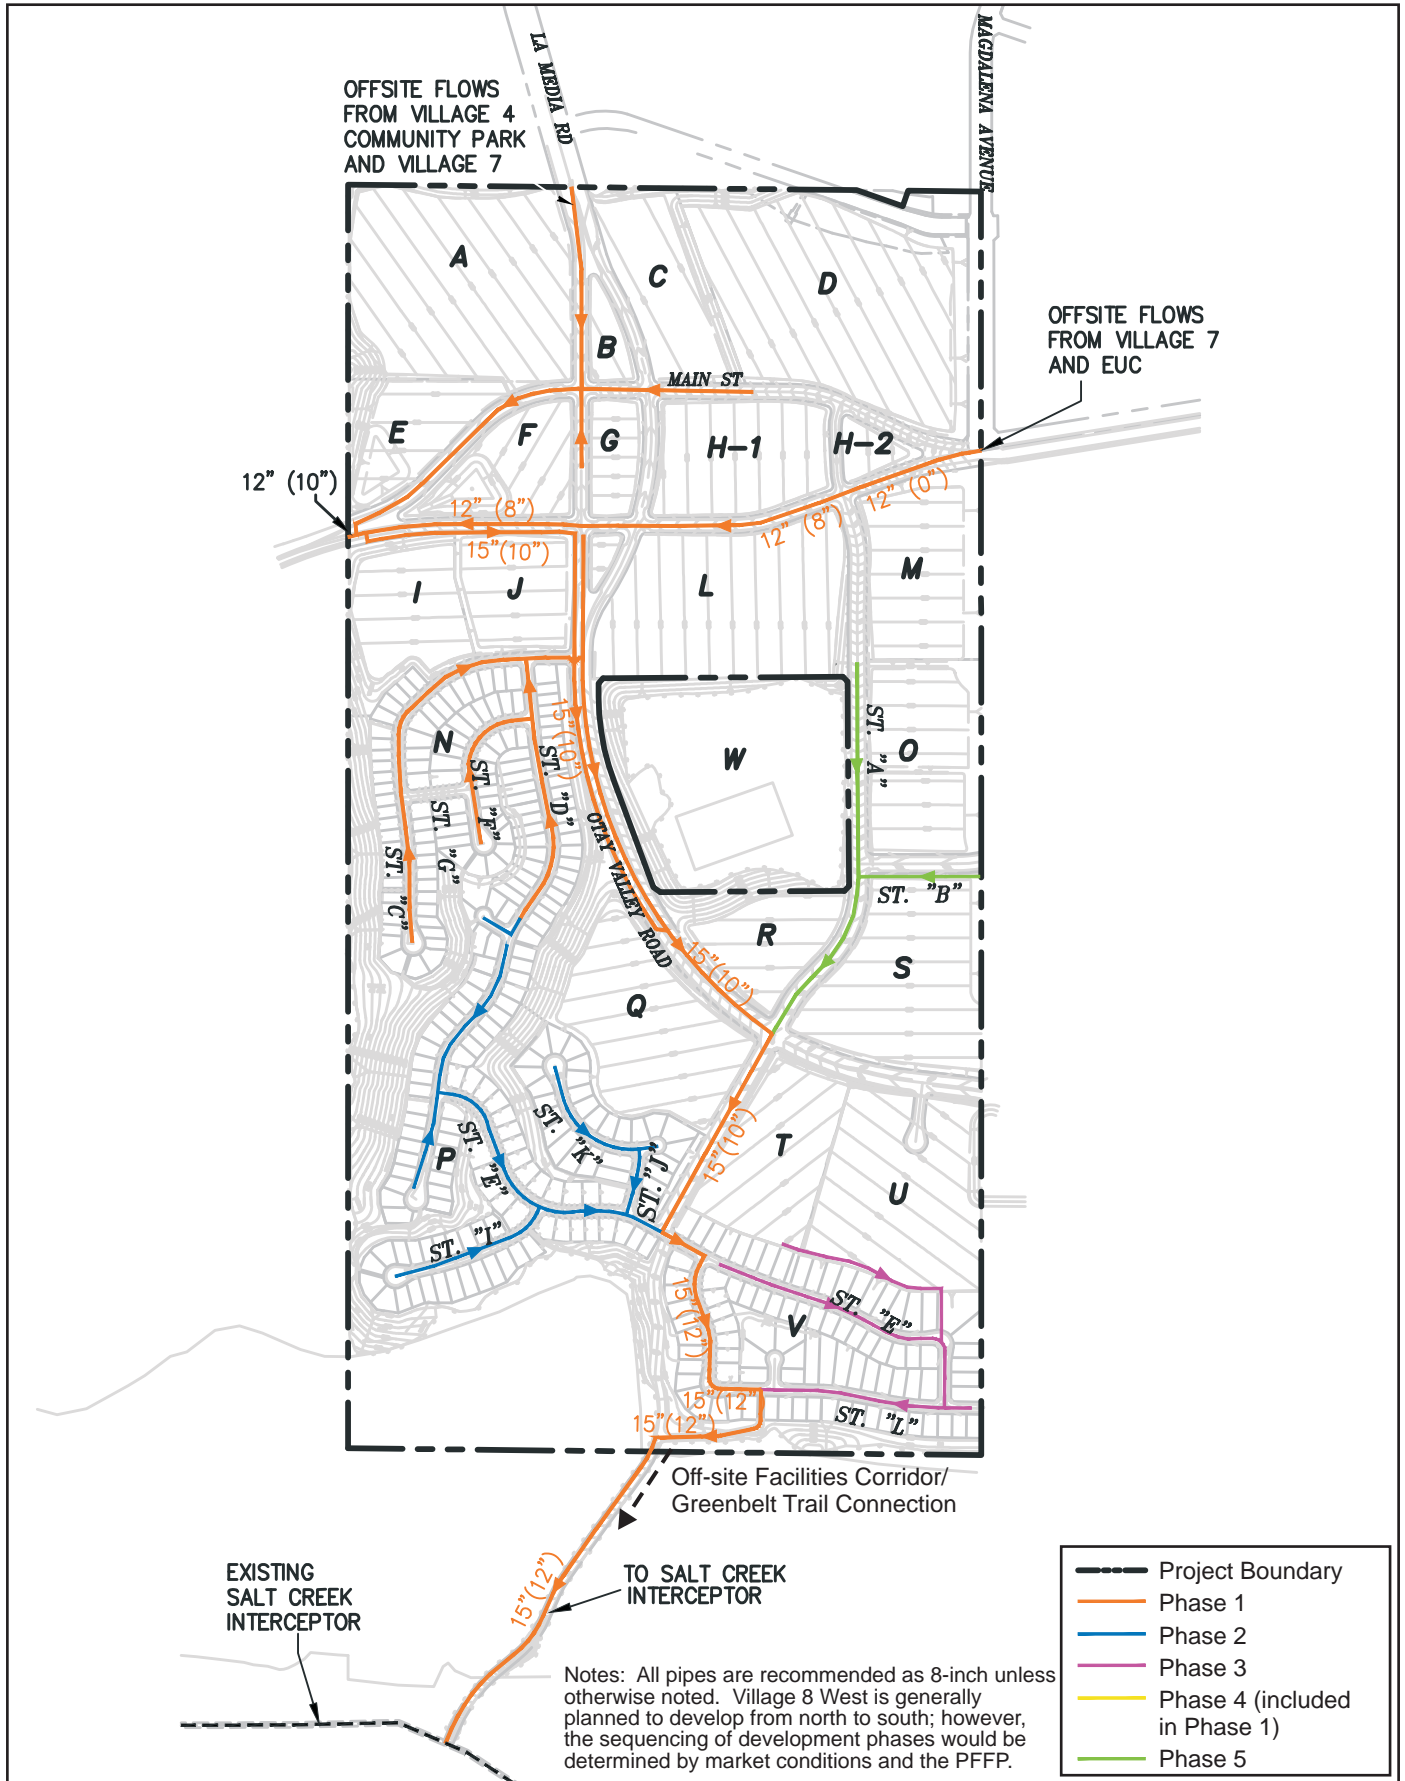 LA MEDIA RD
MAGDALENA AVENUE
OFFSITE FLOWS
FROM VILLAGE 4
COMMUNITY PARK
AND VILLAGE 7
A
C
D
B
OFFSITE FLOWS
FROM VILLAGE 7
AND EUC
MAIN ST
E
F
G
H-1
H-2
12" (10")
12" (8")
12" (8")
12" (0")
15"(10")
I
J
L
M
N
15"(10")
W
ST. "A"
O
ST. "F"
ST. "D"
ST. "G"
ST. "C"
OTAY VALLEY ROAD
ST. "B"
R
S
15"(10")
Q
15"(10")
T
U
P
ST. "E"
ST. "K"
ST. "J"
ST. "I"
15"(12")
V
ST. "E"
15"(12"
15"(12")
ST. "L"
Off-site Facilities Corridor/
Greenbelt Trail Connection
15"(12")
TO SALT CREEK
INTERCEPTOR
EXISTING
SALT CREEK
INTERCEPTOR
Notes: All pipes are recommended as 8-inch unless
otherwise noted. Village 8 West is generally
planned to develop from north to south; however,
the sequencing of development phases would be
determined by market conditions and the PFFP.
Project Boundary
Phase 1
Phase 2
Phase 3
Phase 4 (included
in Phase 1)
Phase 5